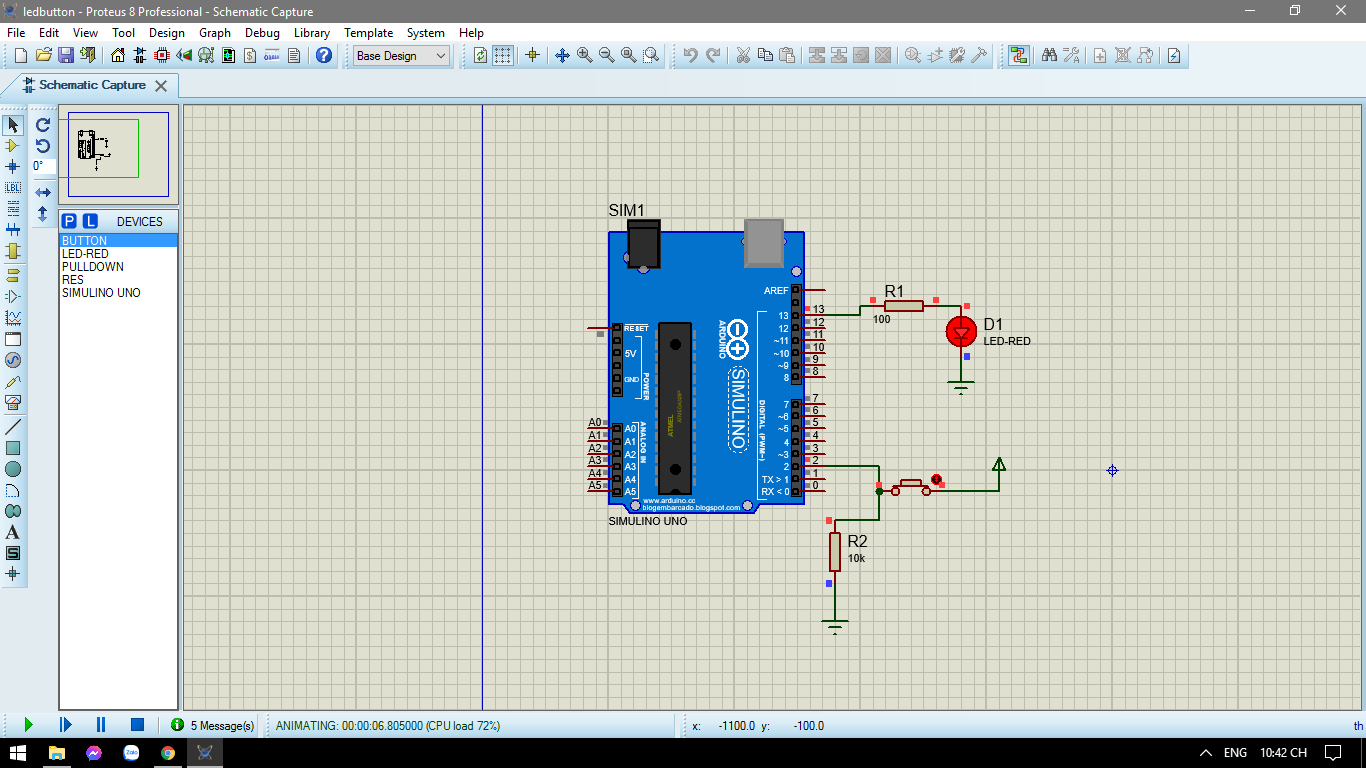 ledbutton - Proteus 8 Professional - Schematic Capture
File Edit View Tool Design Graph Debug Library Template System Help
Base Design
Schematic Capture
0°
LBL
A
P L DEVICES
BUTTON
LED-RED
PULLDOWN
RES
SIMULINO UNO
SIM1
AREF
13 13
12 12
~11 11
~10 10
~9 9
8 8
7 7
~6 6
~5 5
4 4
~3 3
2 2
TX > 1 1
RX < 0 0
RESET
5V
GND
POWER
A0 A0
A1 A1
A2 A2
A3 A3
A4 A4
A5 A5
ANALOG IN
ATMEL
ARDUINO
SIMULINO
DIGITAL (PWM~)
www.arduino.cc
blogembarcado.blogspot.com
SIMULINO UNO
R1
100
D1
LED-RED
R2
10k
5 Message(s)
ANIMATING: 00:00:06.805000 (CPU load 72%)
x: -1100.0 y: -100.0 th
Zalo
ENG 10:42 CH